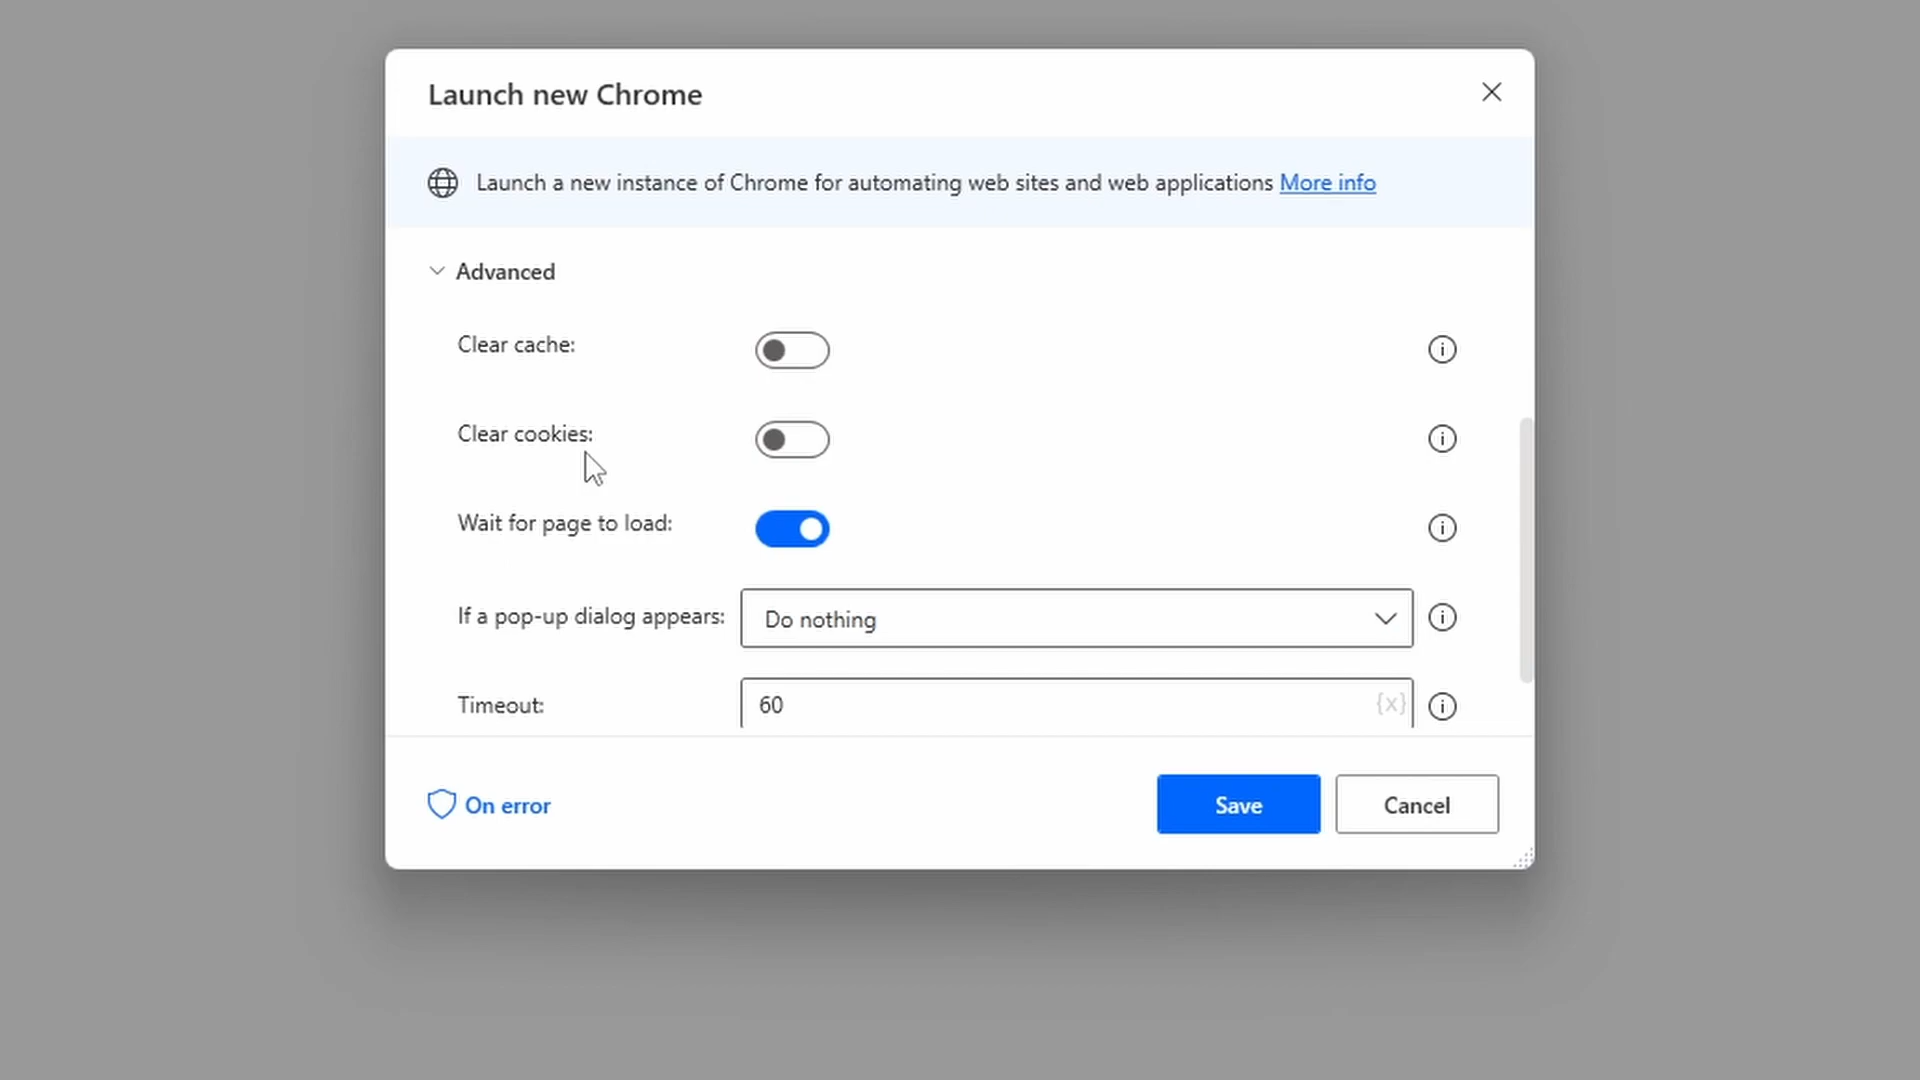 Launch new Chrome
Launch a new instance of Chrome for automating web sites and web applications More info
Advanced
Clear cache:
Clear cookies:
Wait for page to load:
If a pop-up dialog appears: Do nothing
Timeout: 60 {x}
On error Save Cancel